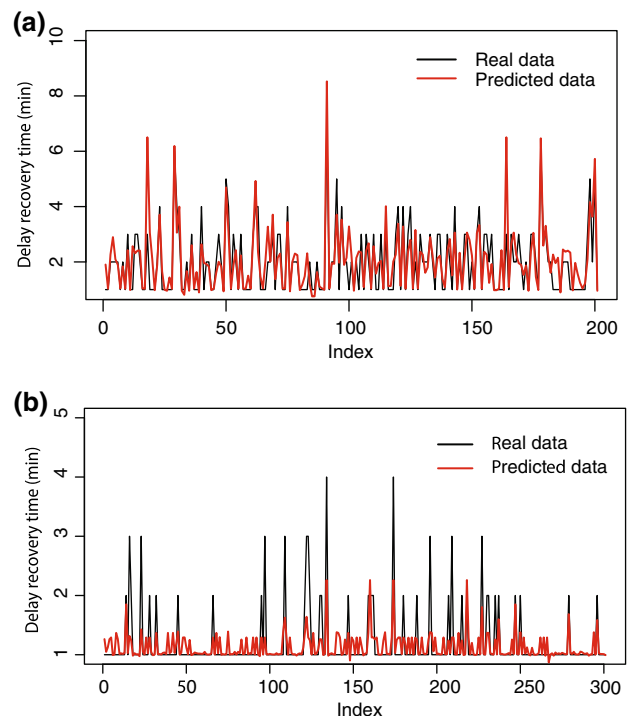 (a)
Delay recovery time (min)
10
8
6
4
2
Real data
Predicted data
0 50 100 150 200
Index
(b)
Delay recovery time (min)
5
4
3
2
1
Real data
Predicted data
0 50 100 150 200 250 300
Index